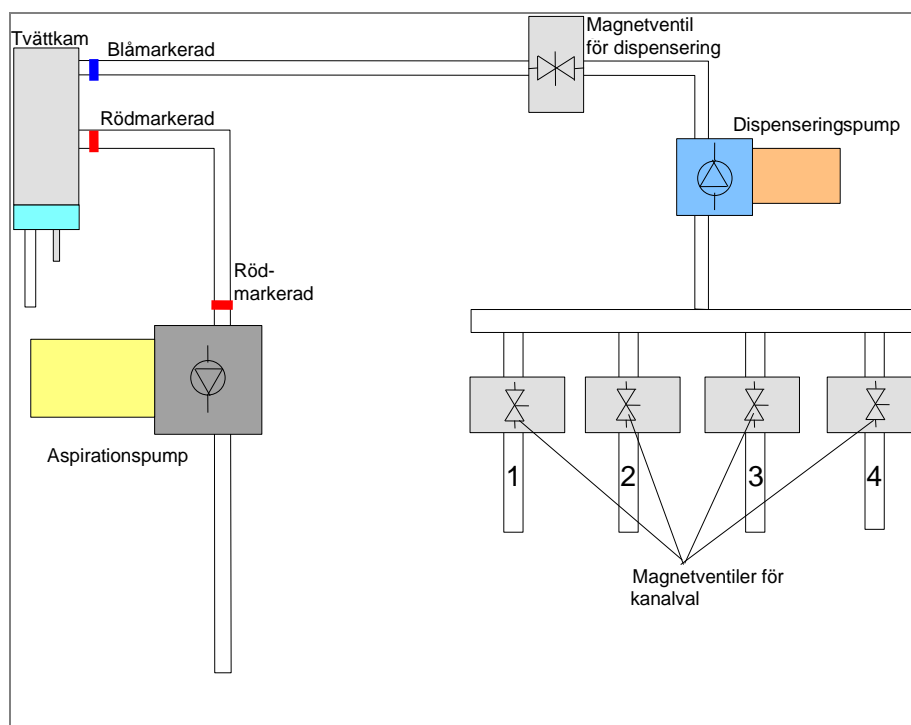 Tvättkam
Blåmarkerad
Magnetventil
för dispensering
Rödmarkerad
Dispenseringspump
Röd-
markerad
Aspirationspump
1 2 3 4
Magnetventiler för
kanalval